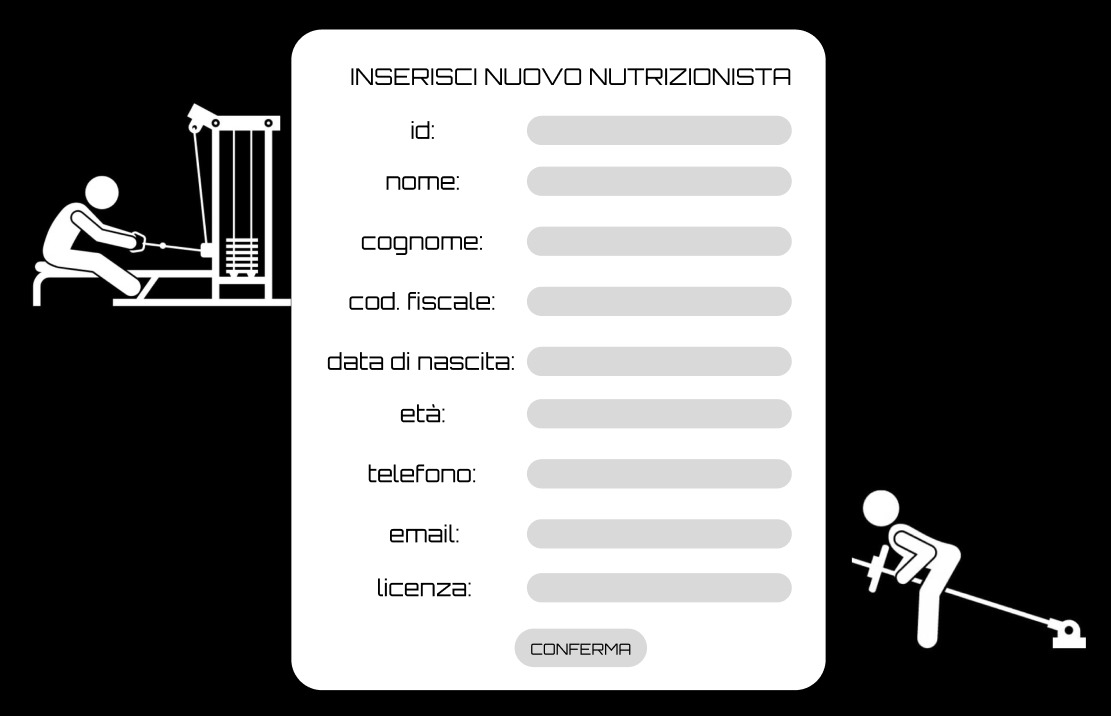 INSERISCI NUOVO NUTRIZIONISTA
id:
nome:
cognome:
cod. fiscale:
data di nascita:
età:
telefono:
email:
licenza:
CONFERMA